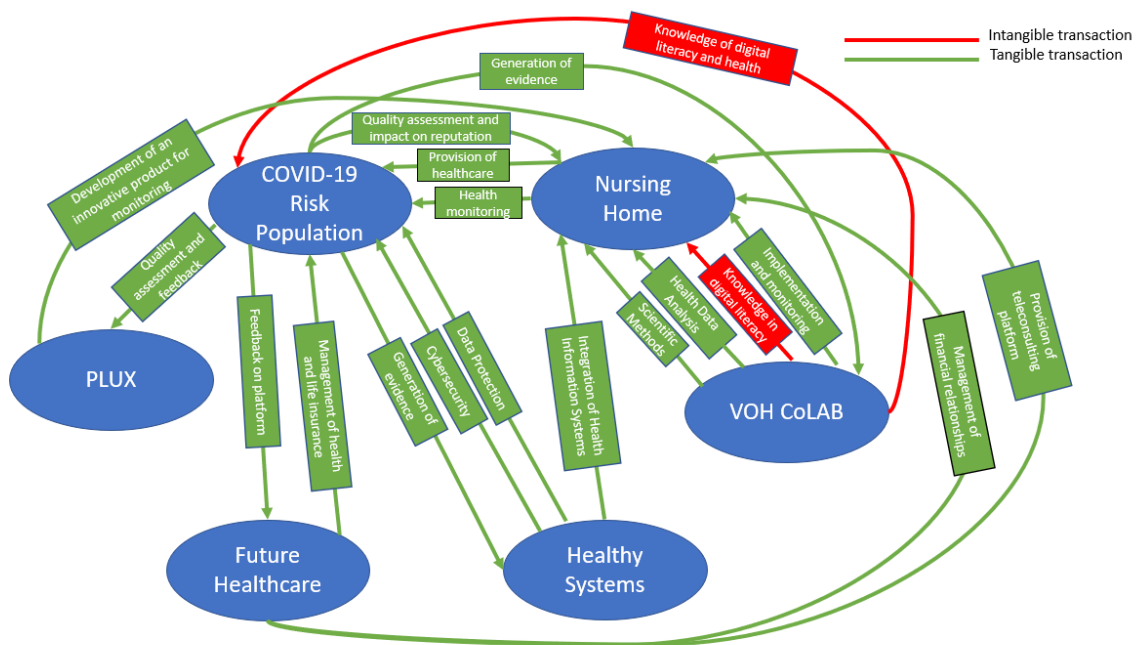 Knowledge of digital
literacy and health
Intangible transaction
Tangible transaction
Generation of
evidence
Quality assessment and
impact on reputation
Development of an
innovative product for
monitoring
Provision of
healthcare
Health
monitoring
COVID-19
Risk
Population
Nursing
Home
Quality
assessment and
feedback
Feedback on platform
Management of health
and life insurance
Generation of
evidence
Cybersecurity
Data Protection
Integration of Health
Information Systems
Scientific
Methods
Health Data
Analysis
Knowledge in
digital literacy
Implementation
and monitoring
Management of
financial relationships
Provision of
teleconsulting
platform
PLUX
VOH CoLAB
Future
Healthcare
Healthy
Systems